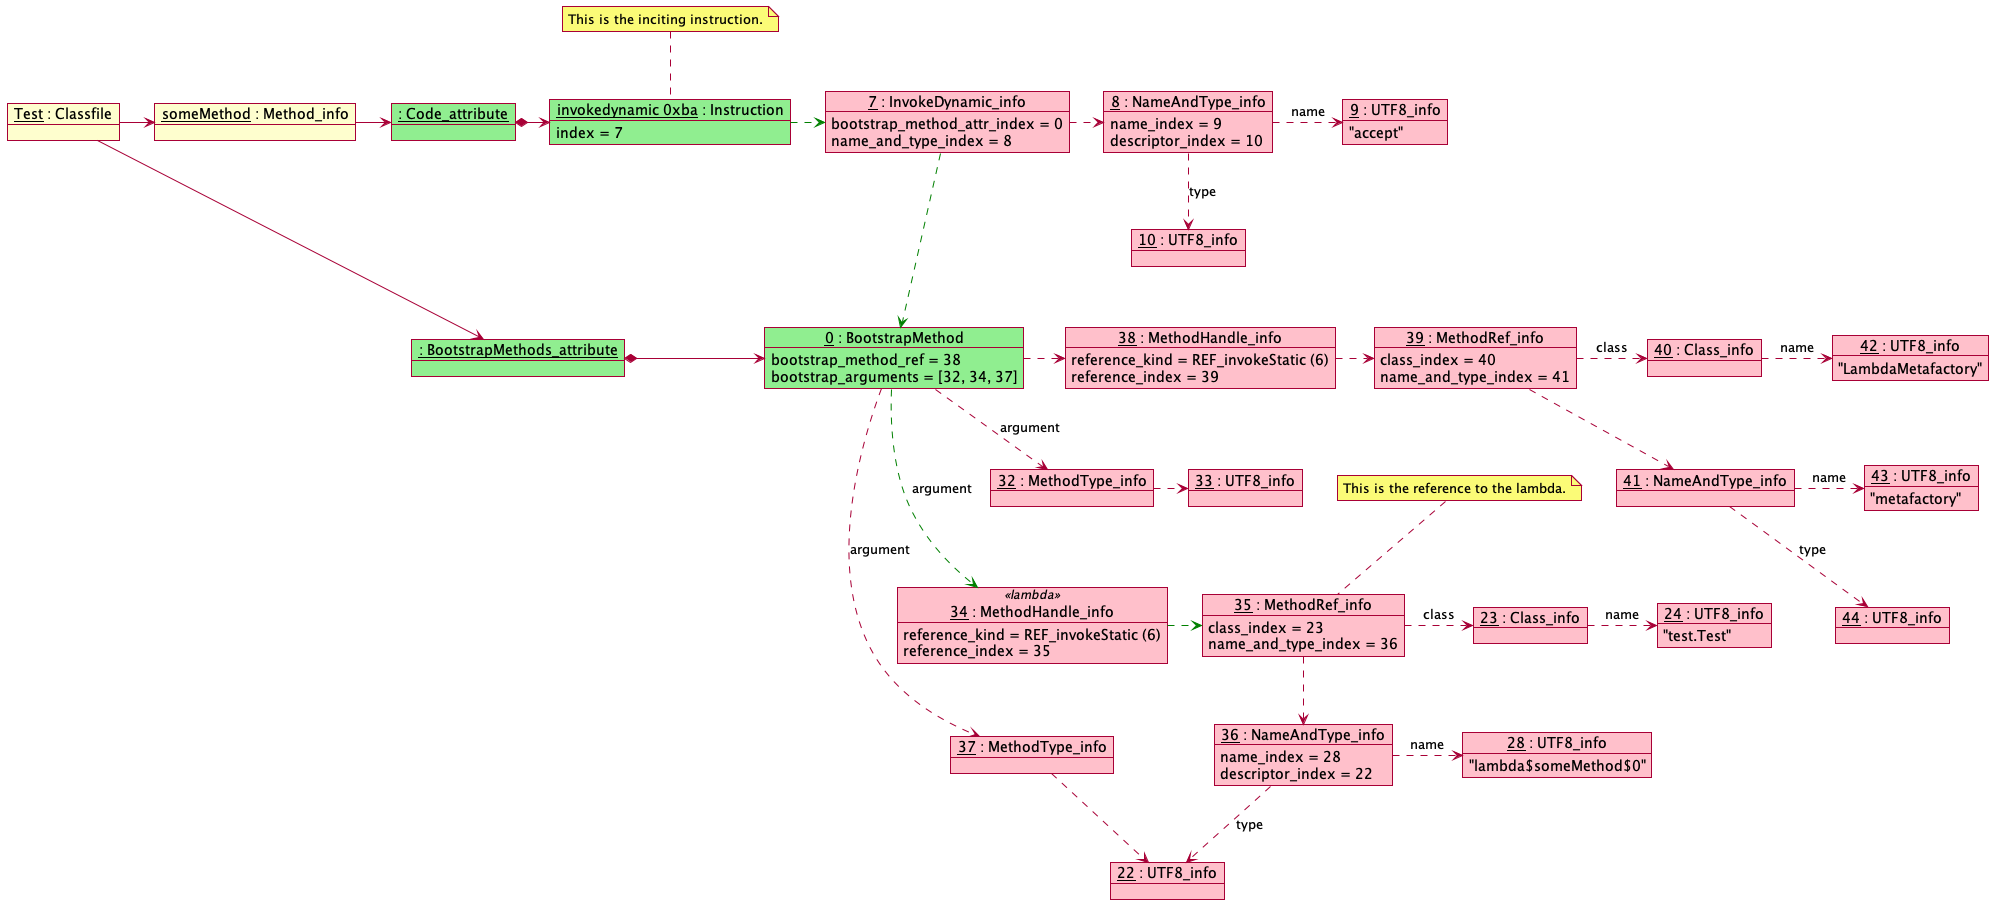 This is the inciting instruction.
Test : Classfile
someMethod : Method_info
: Code_attribute
invokedynamic 0xba : Instruction
index = 7
7 : InvokeDynamic_info
bootstrap_method_attr_index = 0
name_and_type_index = 8
8 : NameAndType_info
name_index = 9
descriptor_index = 10
name
9 : UTF8_info
"accept"
type
10 : UTF8_info
: BootstrapMethods_attribute
0 : BootstrapMethod
bootstrap_method_ref = 38
bootstrap_arguments = [32, 34, 37]
38 : MethodHandle_info
reference_kind = REF_invokeStatic (6)
reference_index = 39
39 : MethodRef_info
class_index = 40
name_and_type_index = 41
class
40 : Class_info
name
42 : UTF8_info
"LambdaMetafactory"
argument
32 : MethodType_info
33 : UTF8_info
argument
This is the reference to the lambda.
41 : NameAndType_info
name
43 : UTF8_info
"metafactory"
argument
type
«lambda»
34 : MethodHandle_info
reference_kind = REF_invokeStatic (6)
reference_index = 35
35 : MethodRef_info
class_index = 23
name_and_type_index = 36
class
23 : Class_info
name
24 : UTF8_info
"test.Test"
44 : UTF8_info
37 : MethodType_info
36 : NameAndType_info
name_index = 28
descriptor_index = 22
name
28 : UTF8_info
"lambda$someMethod$0"
type
22 : UTF8_info